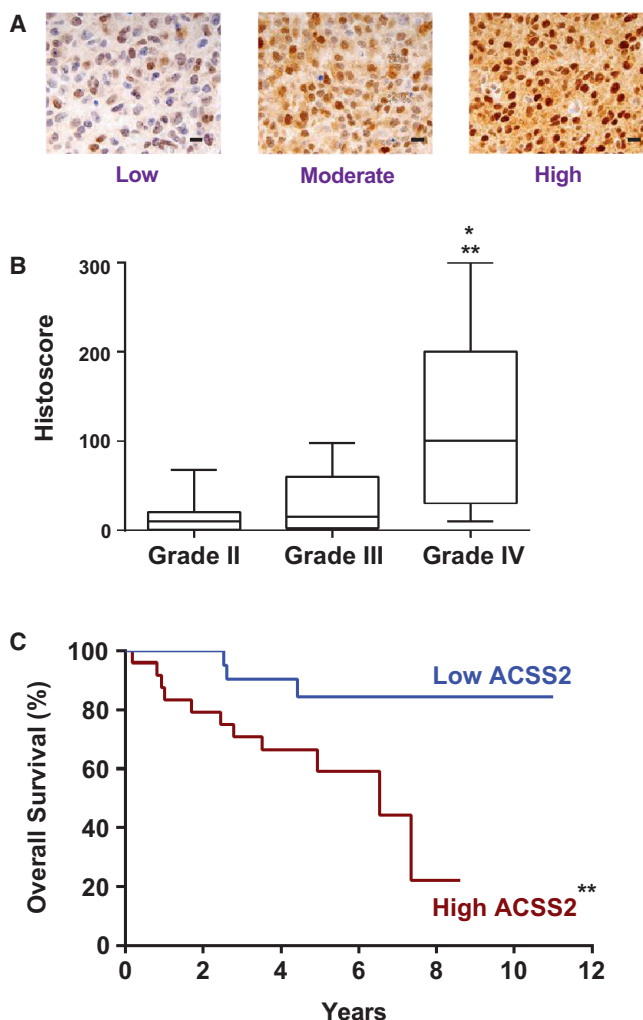 A
Low Moderate High
B
*
**
300
200
100
0
Histoscore
Grade II Grade III Grade IV
C
100
80
60
40
20
0
Overall Survival (%)
Low ACSS2
High ACSS2 **
0 2 4 6 8 10 12
Years